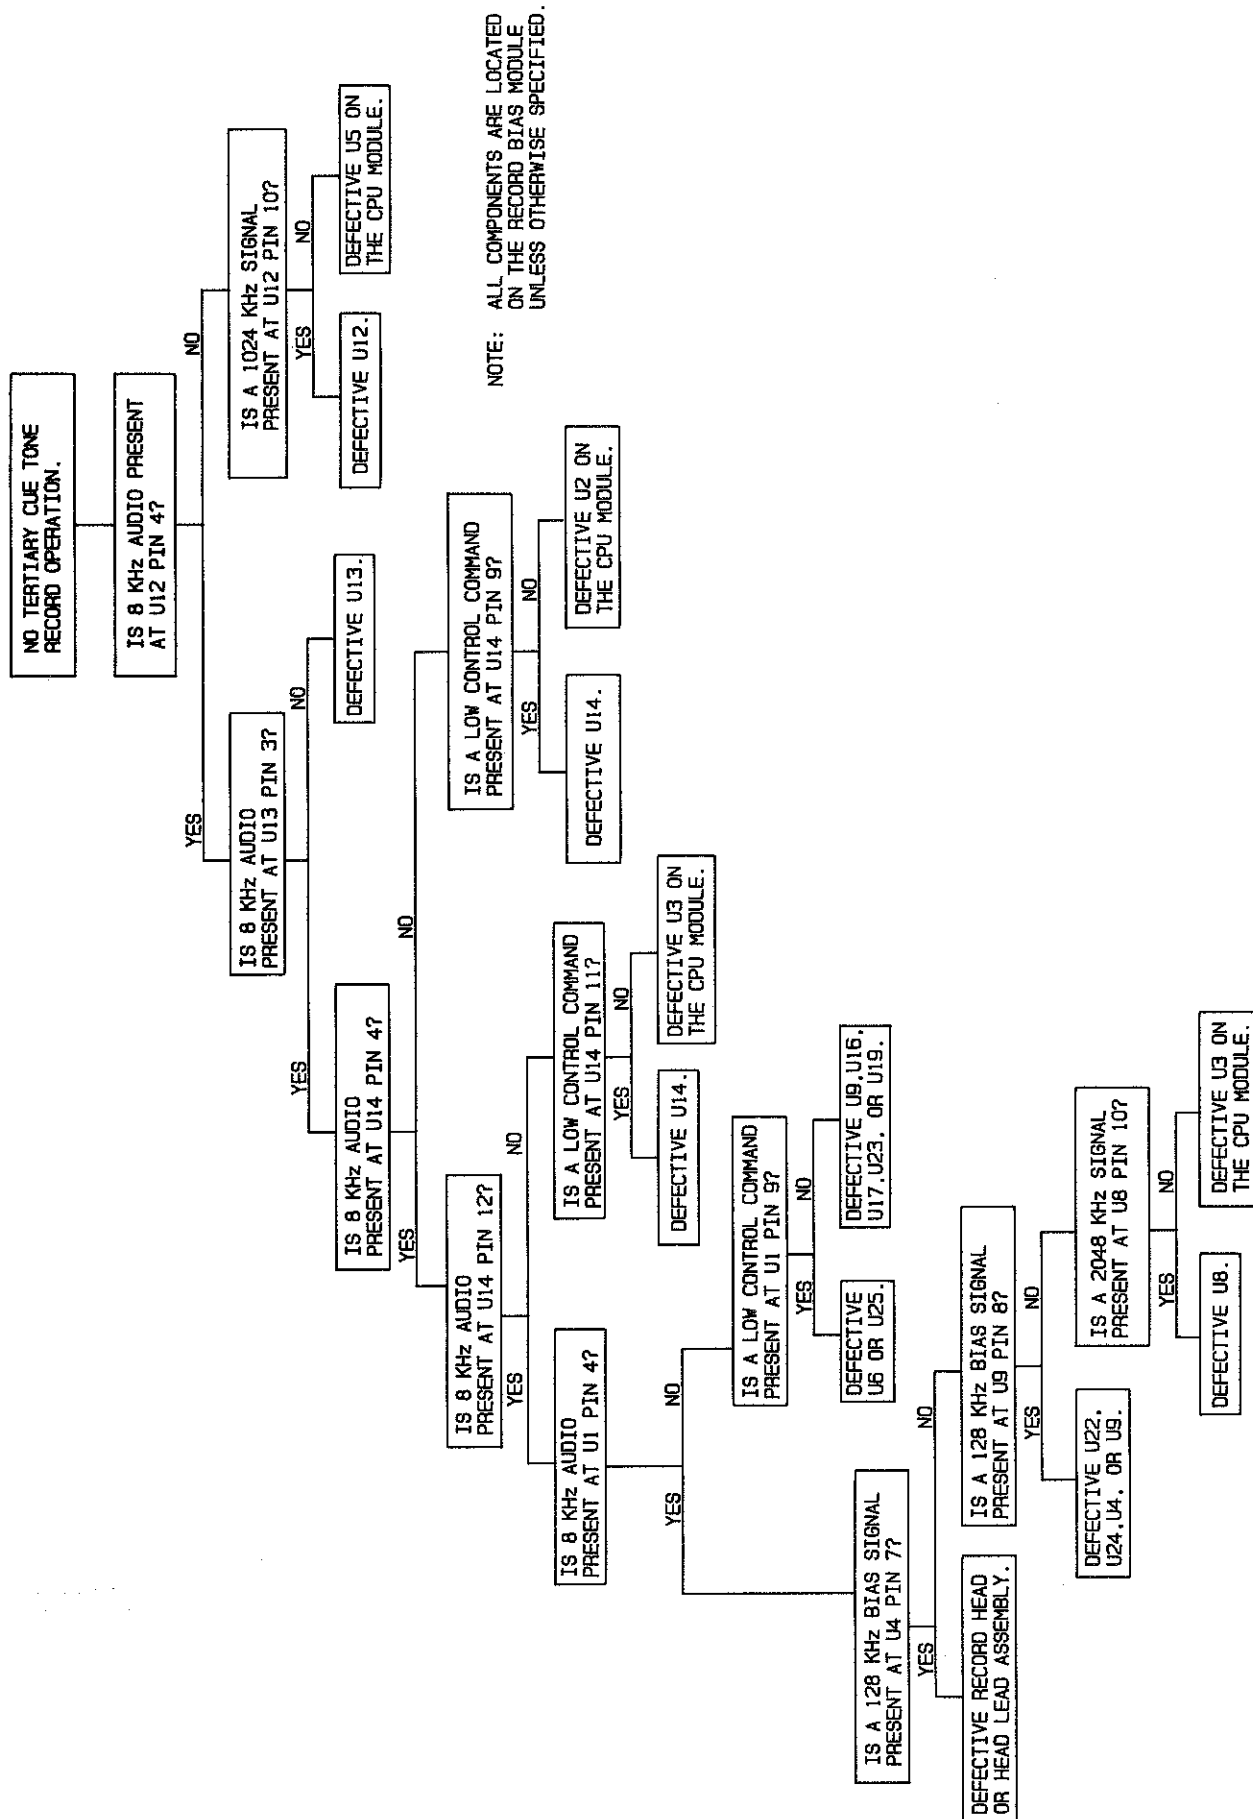 NO TERTIARY CUE TONE
RECORD OPERATION.
IS 8 KHz AUDIO PRESENT
AT U12 PIN 4?
YES
NO
IS 8 KHz AUDIO
PRESENT AT U13 PIN 3?
IS A 1024 KHz SIGNAL
PRESENT AT U12 PIN 10?
YES
NO
YES
NO
IS 8 KHz AUDIO
PRESENT AT U14 PIN 4?
DEFECTIVE U13.
DEFECTIVE U12.
DEFECTIVE U5 ON
THE CPU MODULE.
YES
NO
IS 8 KHz AUDIO
PRESENT AT U14 PIN 12?
IS A LOW CONTROL COMMAND
PRESENT AT U14 PIN 9?
NOTE: ALL COMPONENTS ARE LOCATED
ON THE RECORD BIAS MODULE
UNLESS OTHERWISE SPECIFIED.
YES
NO
YES
NO
IS 8 KHz AUDIO
PRESENT AT U1 PIN 4?
IS A LOW CONTROL COMMAND
PRESENT AT U14 PIN 11?
DEFECTIVE U14.
DEFECTIVE U2 ON
THE CPU MODULE.
YES
NO
YES
NO
DEFECTIVE U14.
DEFECTIVE U3 ON
THE CPU MODULE.
IS A LOW CONTROL COMMAND
PRESENT AT U1 PIN 9?
YES
NO
DEFECTIVE
U6 OR U25.
DEFECTIVE U9,U16,
U17,U23, OR U19.
IS A 128 KHz BIAS SIGNAL
PRESENT AT U4 PIN 7?
YES
NO
DEFECTIVE RECORD HEAD
OR HEAD LEAD ASSEMBLY.
IS A 128 KHz BIAS SIGNAL
PRESENT AT U9 PIN 8?
YES
NO
DEFECTIVE U22,
U24,U4, OR U9.
IS A 2048 KHz SIGNAL
PRESENT AT U8 PIN 10?
YES
NO
DEFECTIVE U8.
DEFECTIVE U3 ON
THE CPU MODULE.